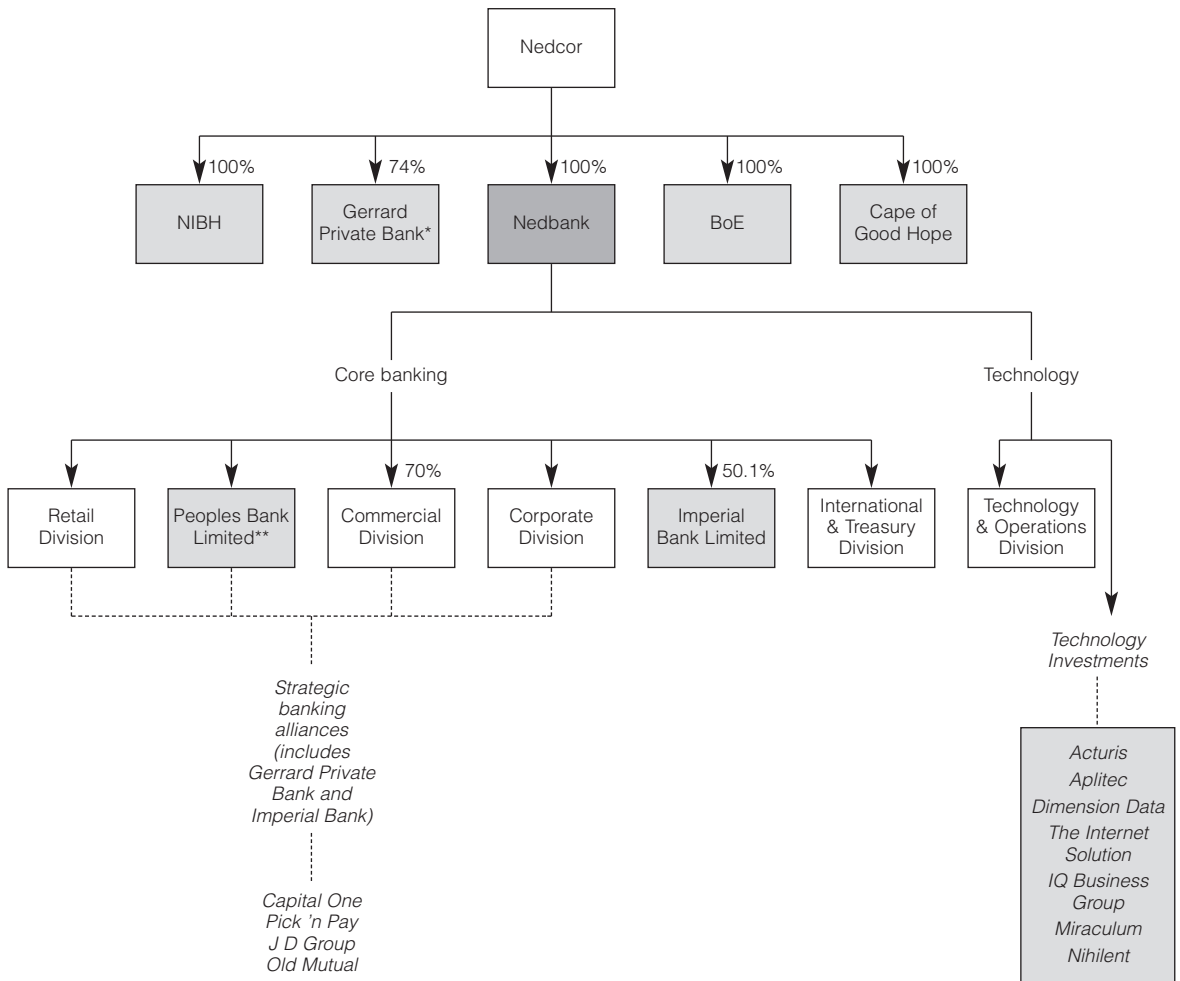 Nedcor
100%
74%
100%
100%
100%
NIBH
Gerrard
Private Bank*
Nedbank
BoE
Cape of
Good Hope
Core banking
Technology
70%
50.1%
Retail
Division
Peoples Bank
Limited**
Commercial
Division
Corporate
Division
Imperial
Bank Limited
International
& Treasury
Division
Technology
& Operations
Division
Strategic
banking
alliances
(includes
Gerrard Private
Bank and
Imperial Bank)
Capital One
Pick ’n Pay
J D Group
Old Mutual
Technology
Investments
Acturis
Aplitec
Dimension Data
The Internet
Solution
IQ Business
Group
Miraculum
Nihilent